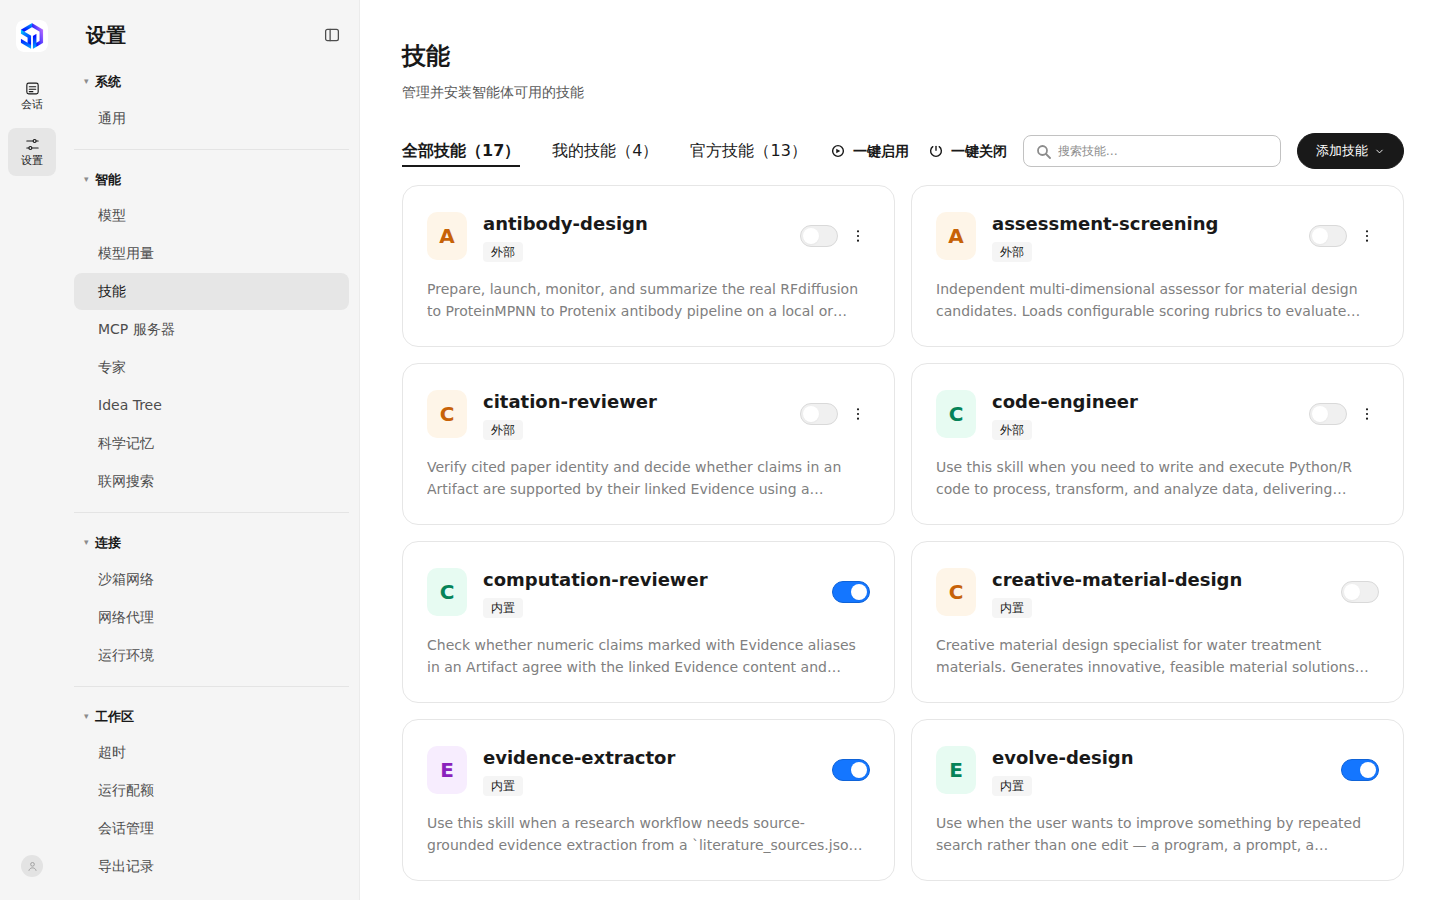 设置
会话
设置
▾ 系统
通用
▾ 智能
模型
模型用量
技能
MCP 服务器
专家
Idea Tree
科学记忆
联网搜索
▾ 连接
沙箱网络
网络代理
运行环境
▾ 工作区
超时
运行配额
会话管理
导出记录
技能
管理并安装智能体可用的技能
全部技能（17） 我的技能（4） 官方技能（13） 一键启用 一键关闭 搜索技能... 添加技能
A antibody-design
外部
Prepare, launch, monitor, and summarize the real RFdiffusion
to ProteinMPNN to Protenix antibody pipeline on a local or...
A assessment-screening
外部
Independent multi-dimensional assessor for material design
candidates. Loads configurable scoring rubrics to evaluate...
C citation-reviewer
外部
Verify cited paper identity and decide whether claims in an
Artifact are supported by their linked Evidence using a...
C code-engineer
外部
Use this skill when you need to write and execute Python/R
code to process, transform, and analyze data, delivering...
C computation-reviewer
内置
Check whether numeric claims marked with Evidence aliases
in an Artifact agree with the linked Evidence content and...
C creative-material-design
内置
Creative material design specialist for water treatment
materials. Generates innovative, feasible material solutions...
E evidence-extractor
内置
Use this skill when a research workflow needs source-
grounded evidence extraction from a `literature_sources.jso...
E evolve-design
内置
Use when the user wants to improve something by repeated
search rather than one edit — a program, a prompt, a...